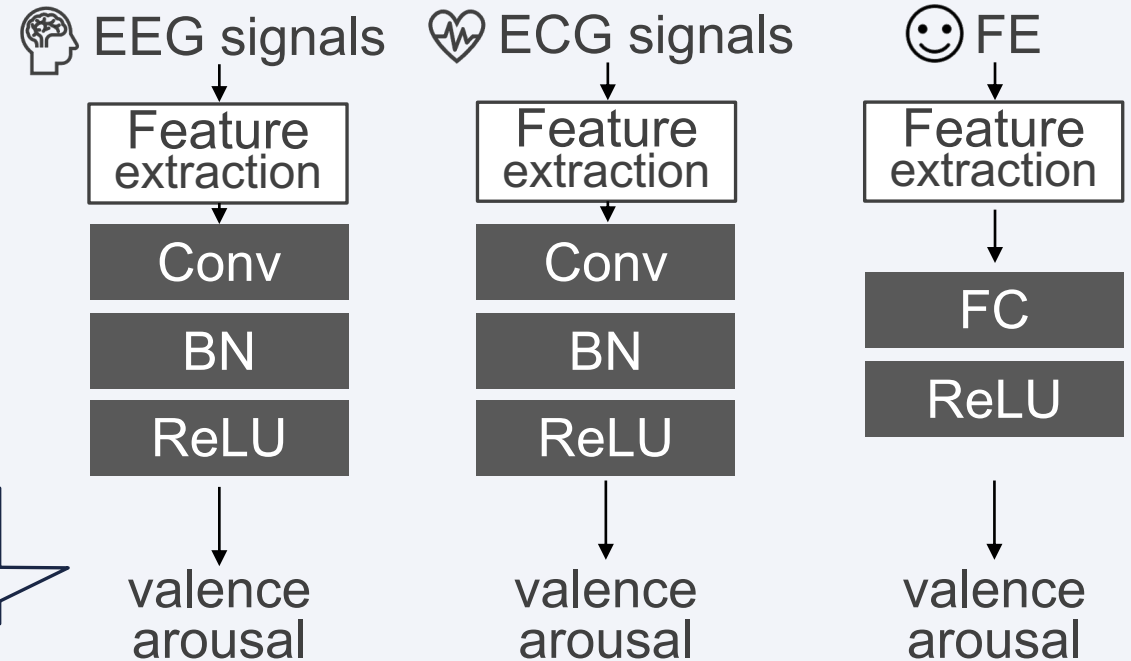 EEG signals
Feature
extraction
Conv
BN
ReLU
valence
arousal
ECG signals
Feature
extraction
Conv
BN
ReLU
valence
arousal
FE
Feature
extraction
FC
ReLU
valence
arousal